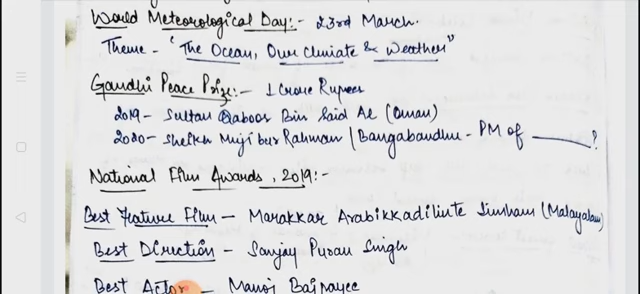 World Meteorological Day:- 23rd March.
Theme - "The Ocean, Our Climate & Weather"
Gandhi Peace Prize:- 1 Crore Rupees
2019- Sultan Qaboos Bin Said Al (Oman)
2020- Sheikh Mujibur Rahman / Bangabandhu - PM of ______?
National Film Awards, 2019:-
Best Feature Film - Marakkar Arabikkadilinte Simham (Malayalam)
Best Direction - Sanjay Puran Singh
Best Actor - Manoj Bajpayee